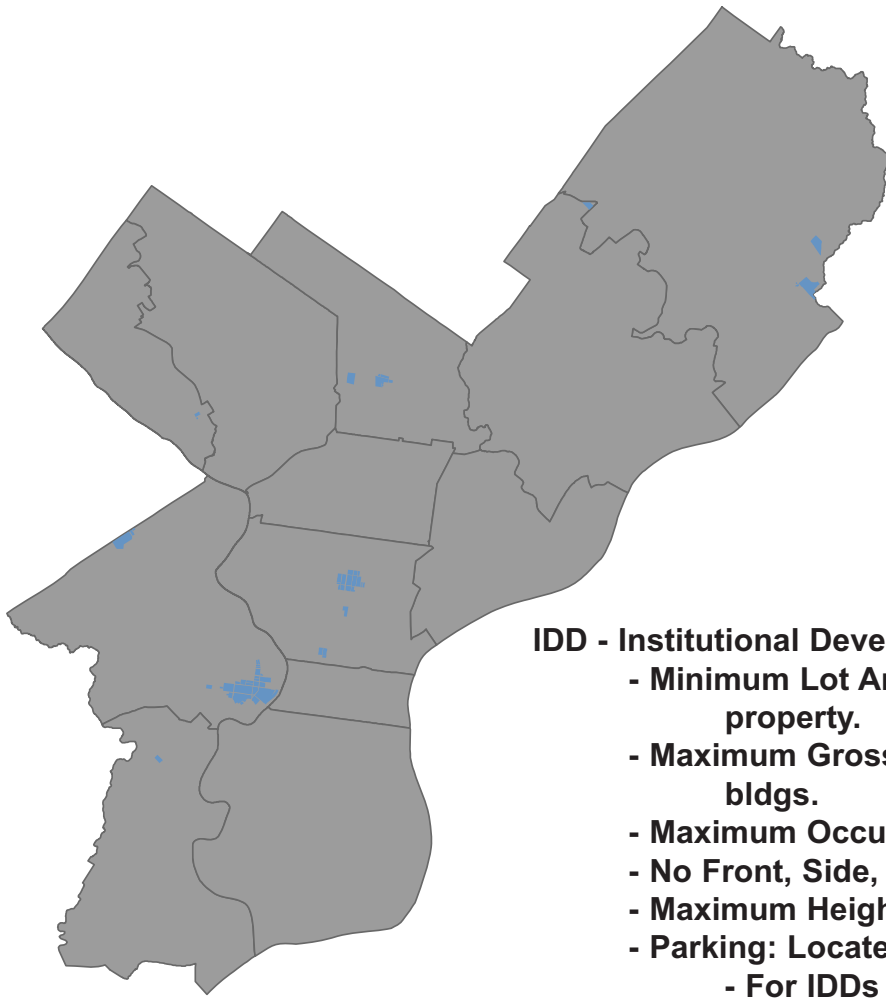 IDD - Institutional Deve
- Minimum Lot Ar
property.
- Maximum Gross
bldgs.
- Maximum Occu
- No Front, Side,
- Maximum Heigh
- Parking: Locate
- For IDDs